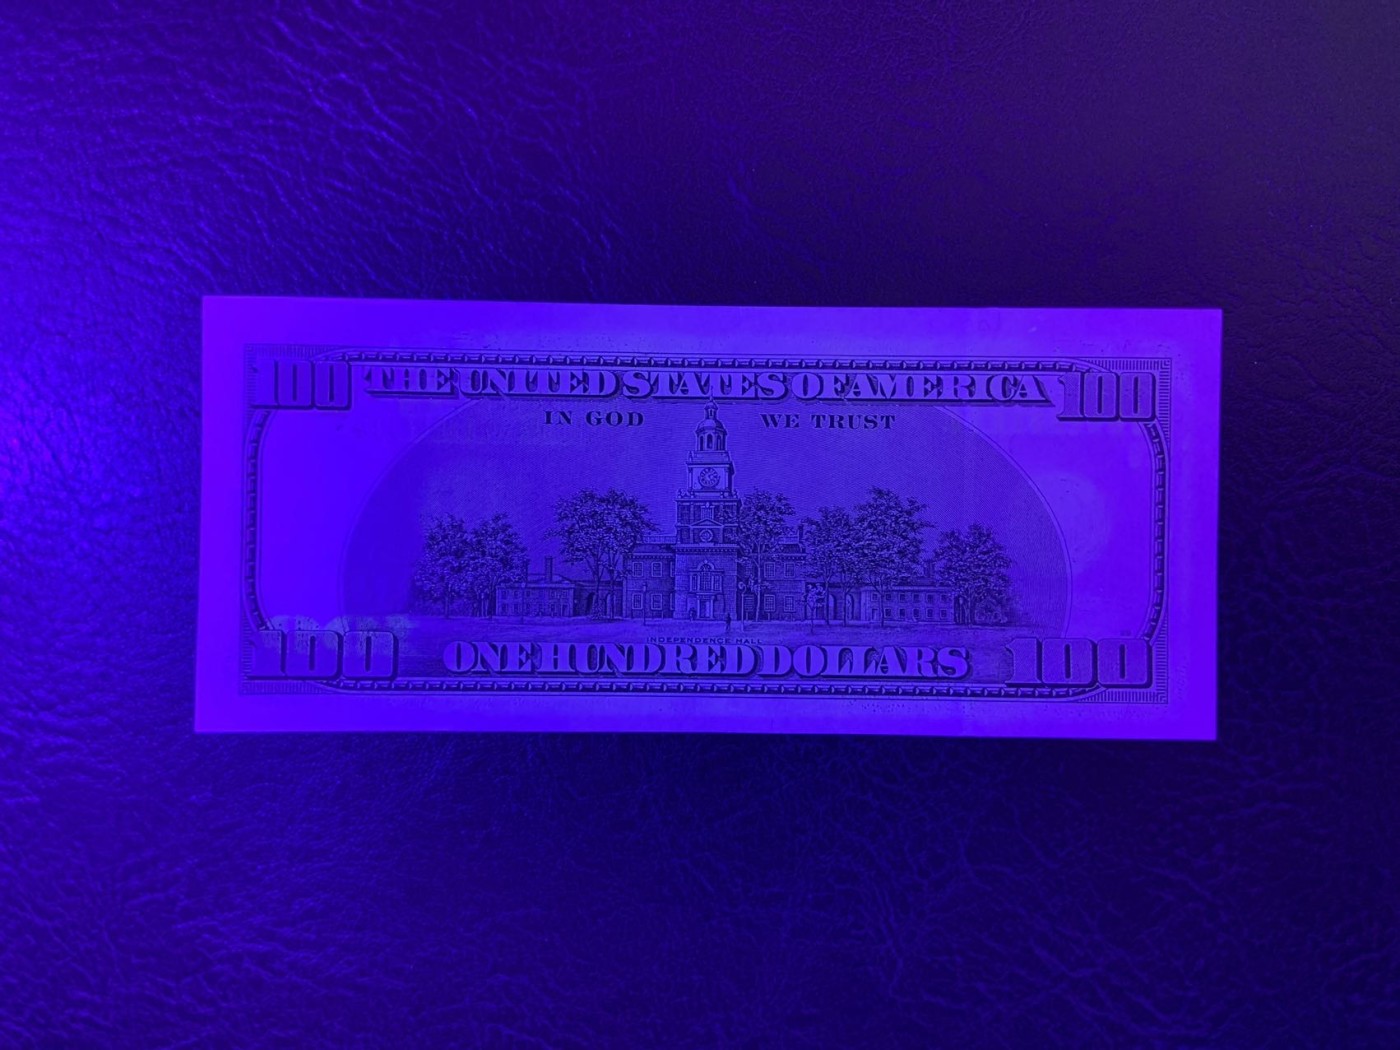 100 THE UNITED STATES OF AMERICA 100
IN GOD WE TRUST
INDEPENDENCE HALL
100 ONE HUNDRED DOLLARS 100